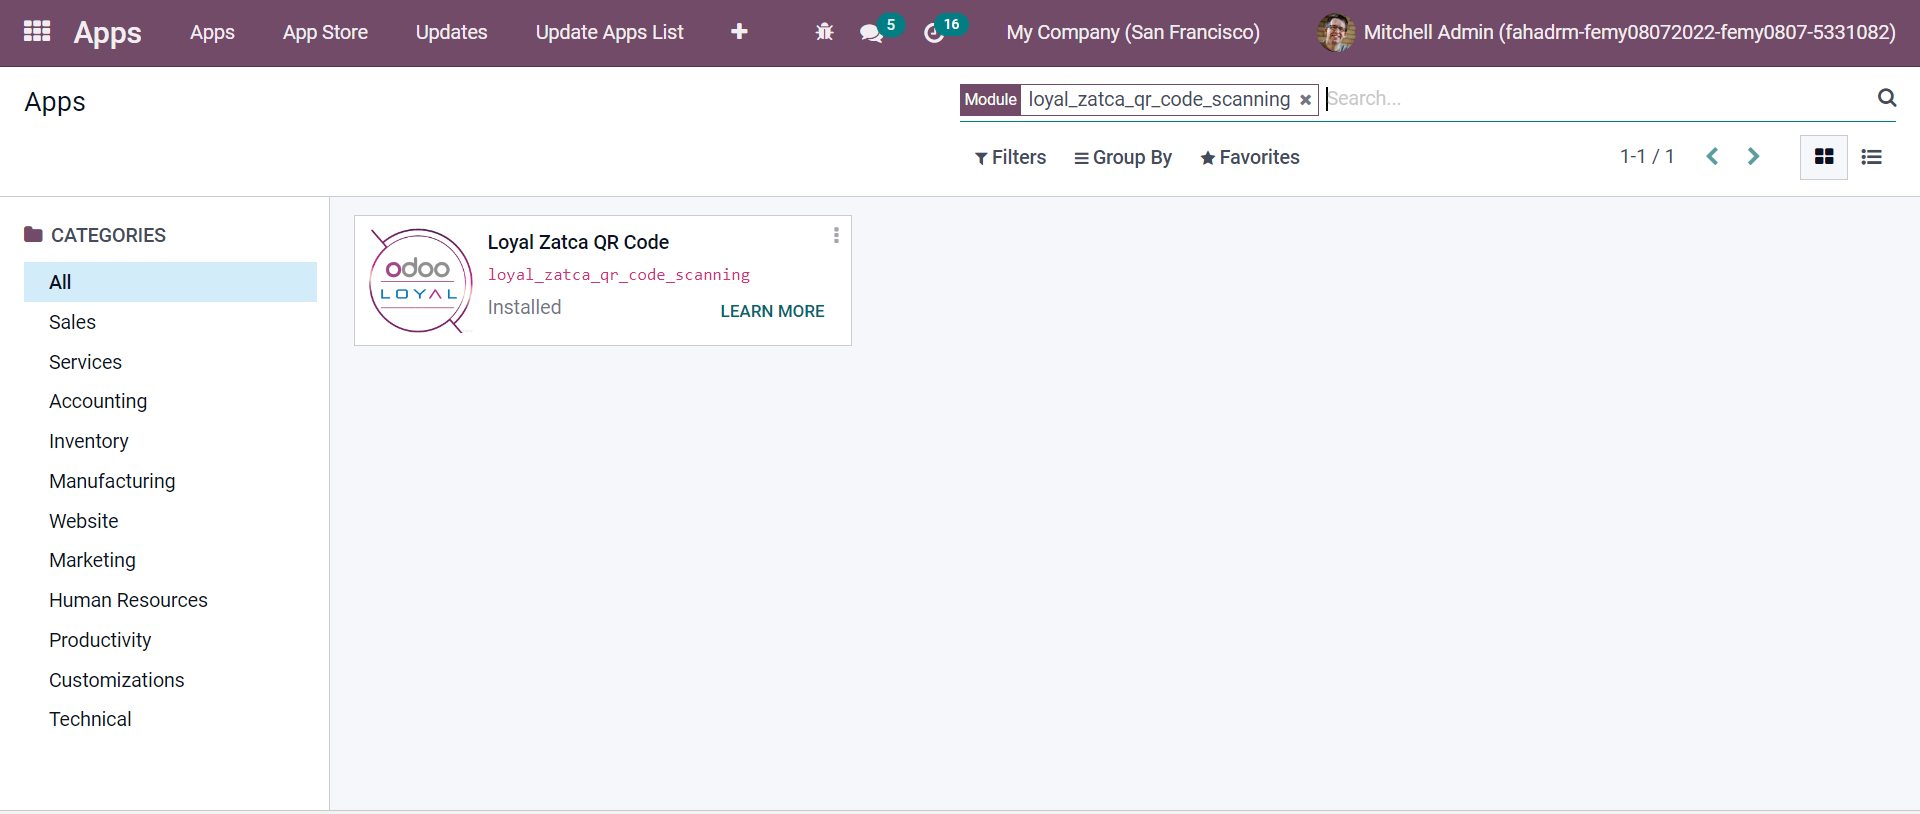 Apps Apps App Store Updates Update Apps List 5 16 My Company (San Francisco) Mitchell Admin (fahadrm-femy08072022-femy0807-5331082)
Apps
Module loyal_zatca_qr_code_scanning Search...
Filters Group By Favorites 1-1 / 1
CATEGORIES
All
Sales
Services
Accounting
Inventory
Manufacturing
Website
Marketing
Human Resources
Productivity
Customizations
Technical
odoo
LOYAL
Loyal Zatca QR Code
loyal_zatca_qr_code_scanning
Installed LEARN MORE